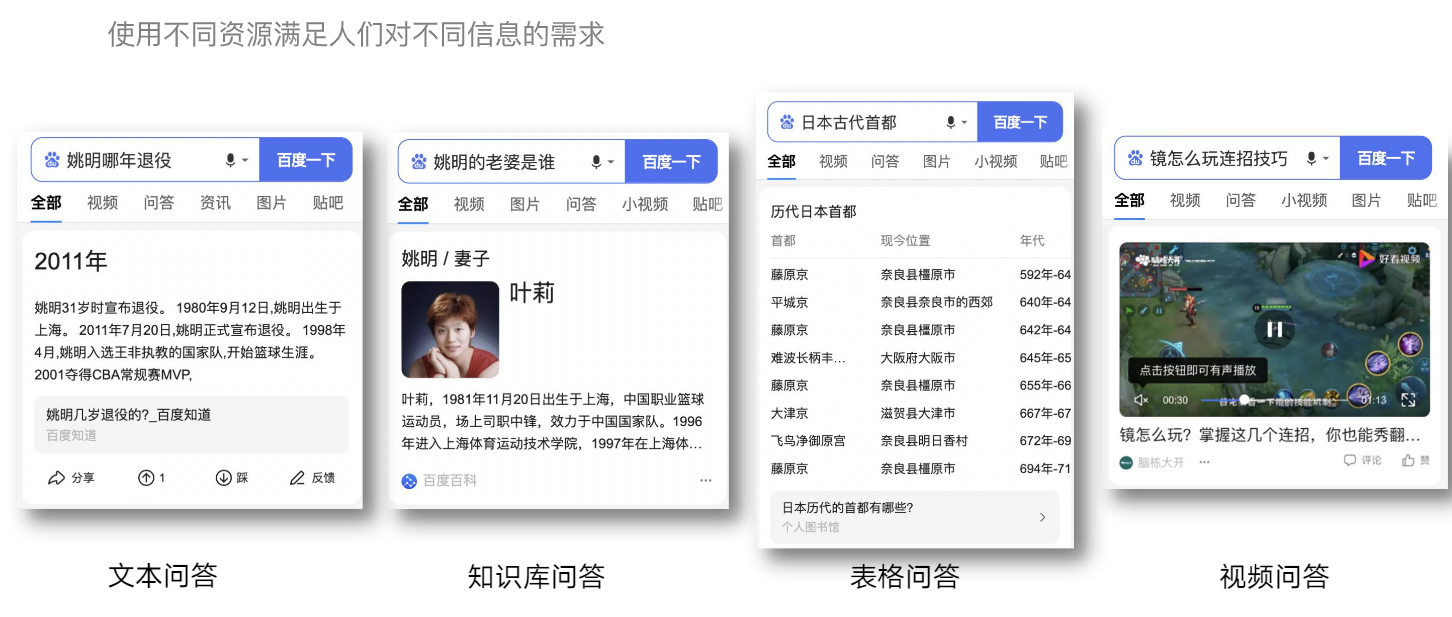 使用不同资源满足人们对不同信息的需求
姚明哪年退役
百度一下
全部 视频 问答 资讯 图片 贴吧
2011年
姚明31岁时宣布退役。 1980年9月12日,姚明出生于
上海。 2011年7月20日,姚明正式宣布退役。 1998年
4月,姚明入选王非执教的国家队,开始篮球生涯。
2001夺得CBA常规赛MVP,
姚明几岁退役的?_百度知道
百度知道
分享 1 踩 反馈
文本问答
姚明的老婆是谁
百度一下
全部 视频 图片 问答 小视频 贴吧
姚明 / 妻子
叶莉
叶莉，1981年11月20日出生于上海，中国职业篮球
运动员，场上司职中锋，效力于中国国家队。1996
年进入上海体育运动技术学院，1997年在上海体...
百度百科
知识库问答
日本古代首都
百度一下
全部 视频 问答 图片 小视频 贴吧
历代日本首都
首都 现今位置 年代
藤原京 奈良县橿原市 592年-64
平城京 奈良县奈良市的西郊 640年-64
藤原京 奈良县橿原市 642年-64
难波长柄丰... 大阪府大阪市 645年-65
藤原京 奈良县橿原市 655年-66
大津京 滋贺县大津市 667年-67
飞鸟净御原宫 奈良县明日香村 672年-69
藤原京 奈良县橿原市 694年-71
日本历代的首都有哪些?
个人图书馆
表格问答
镜怎么玩连招技巧
百度一下
全部 视频 问答 小视频 图片 贴吧
好看视频
点击按钮即可有声播放
00:30 01:13
镜怎么玩？掌握这几个连招，你也能秀翻...
脑栋大开 ... 评论 赞
视频问答